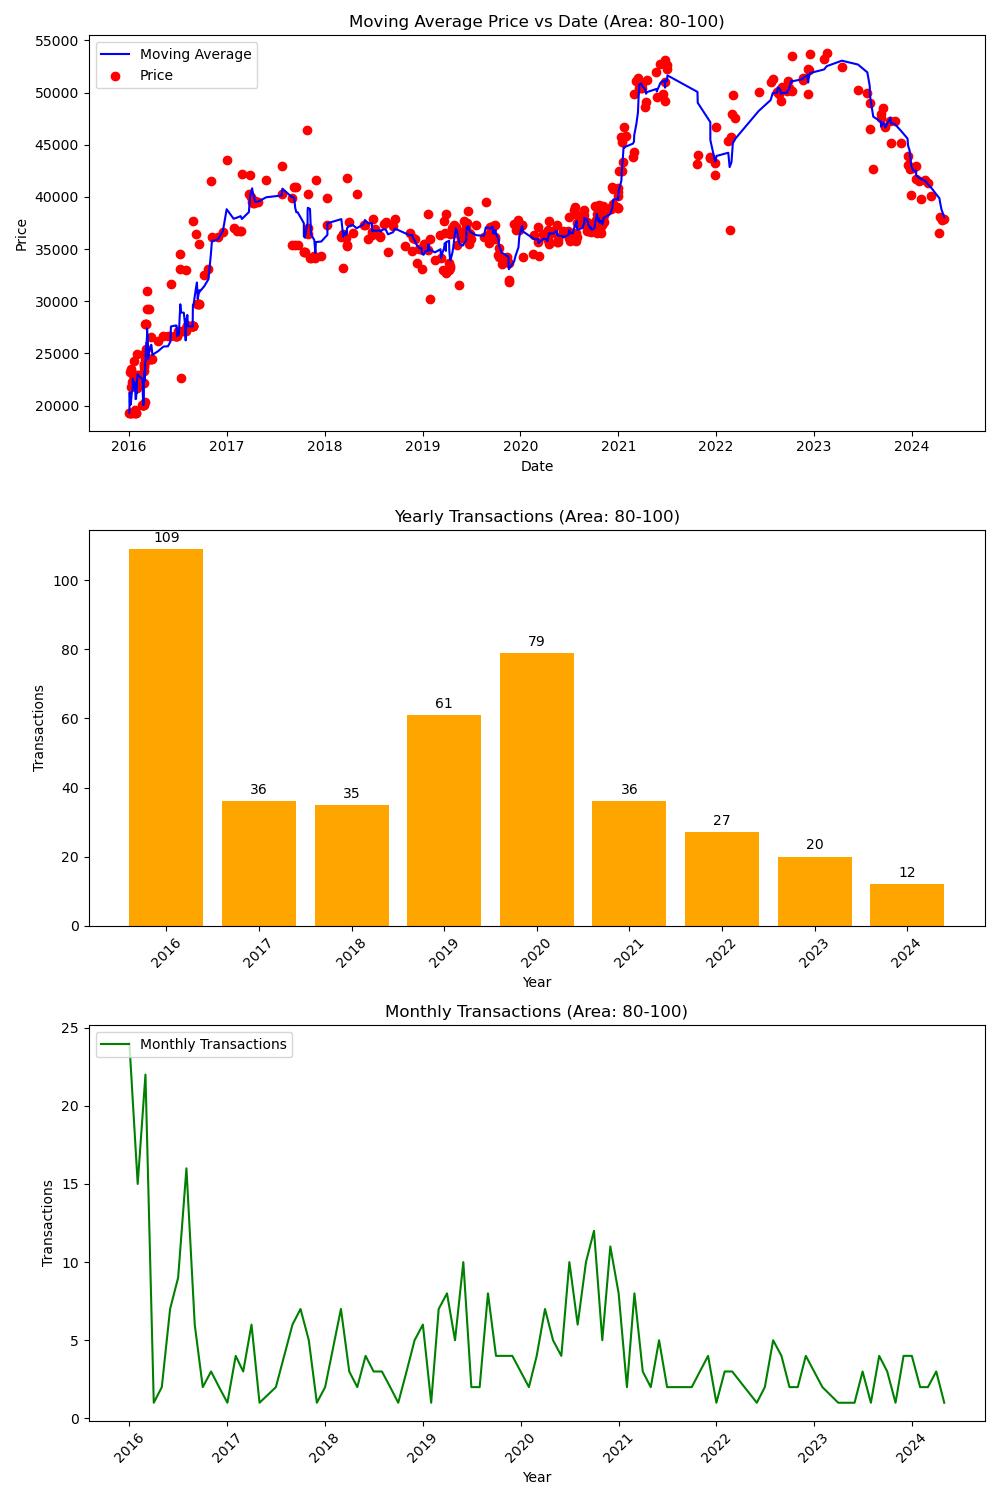 Moving Average Price vs Date (Area: 80-100)
Moving Average
Price
55000
50000
45000
40000
35000
30000
25000
20000
Price
2016 2017 2018 2019 2020 2021 2022 2023 2024
Date
Yearly Transactions (Area: 80-100)
109 36 35 61 79 36 27 20 12
100
80
60
40
20
0
Transactions
2016 2017 2018 2019 2020 2021 2022 2023 2024
Year
Monthly Transactions (Area: 80-100)
Monthly Transactions
25
20
15
10
5
0
Transactions
2016 2017 2018 2019 2020 2021 2022 2023 2024
Year